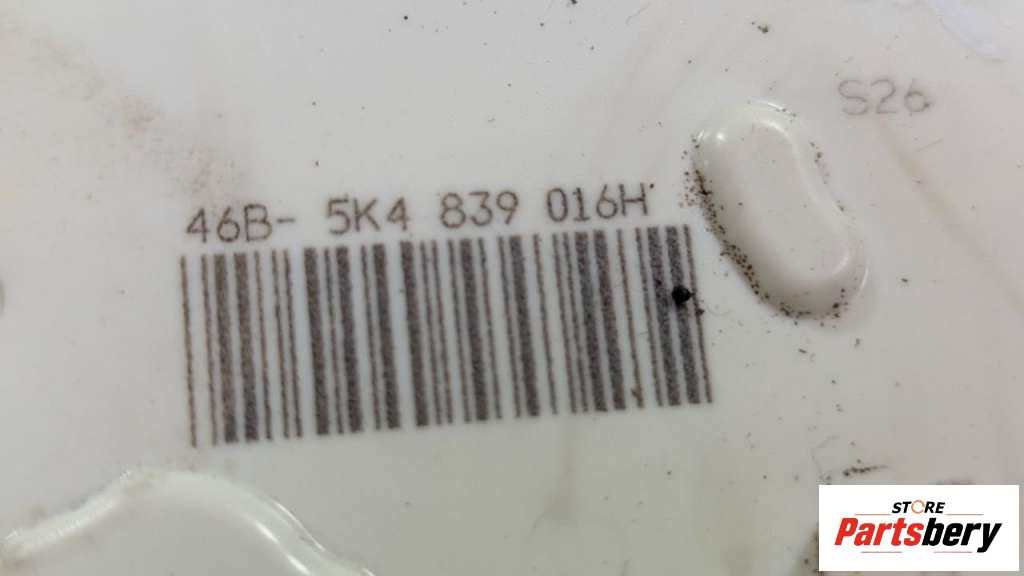 S26
46B- 5K4 839 016H
STORE
Partsbery